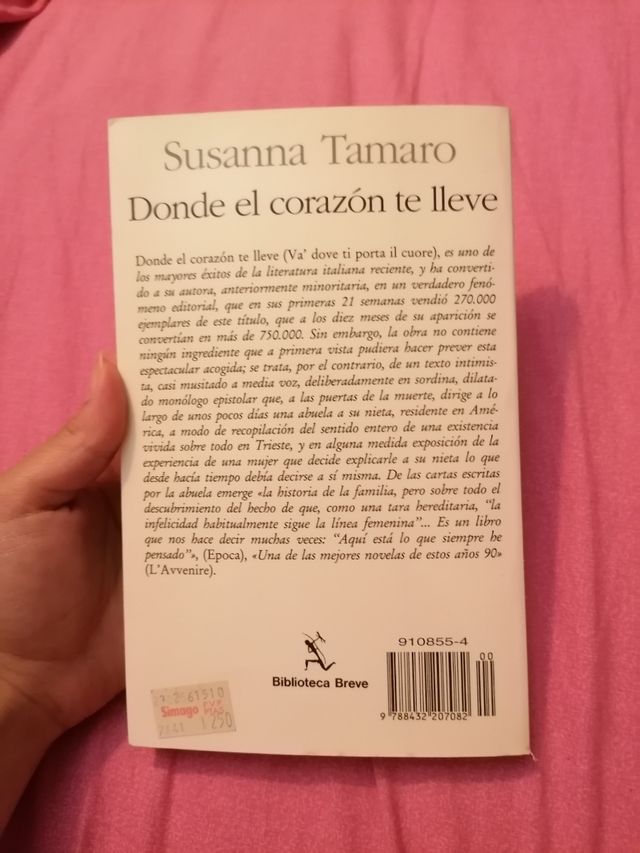 Susanna Tamaro
Donde el corazón te lleve
Donde el corazón te lleve (Va' dove ti porta il cuore), es uno de
los mayores éxitos de la literatura italiana reciente, y ha converti-
do a su autora, anteriormente minoritaria, en un verdadero fenó-
meno editorial, que en sus primeras 21 semanas vendió 270.000
ejemplares de este título, que a los diez meses de su aparición se
convertían en más de 750.000. Sin embargo, la obra no contiene
ningún ingrediente que a primera vista pudiera hacer prever esta
espectacular acogida; se trata, por el contrario, de un texto intimis-
ta, casi musitado a media voz, deliberadamente en sordina, dilata-
do monólogo epistolar que, a las puertas de la muerte, dirige a lo
largo de unos pocos días una abuela a su nieta, residente en Amé-
rica, a modo de recopilación del sentido entero de una existencia
vivida sobre todo en Trieste, y en alguna medida exposición de la
experiencia de una mujer que decide explicarle a su nieta lo que
desde hacía tiempo debía decirse a sí misma. De las cartas escritas
por la abuela emerge «la historia de la familia, pero sobre todo el
descubrimiento del hecho de que, como una tara hereditaria, “la
infelicidad habitualmente sigue la línea femenina”... Es un libro
que nos hace decir muchas veces: “Aquí está lo que siempre he
pensado”», (Epoca), «Una de las mejores novelas de estos años 90»
(L'Avvenire).
Biblioteca Breve
910855-4
00
9 788432 207082
2 61510
Simago P.V.P.
PTAS.
1250